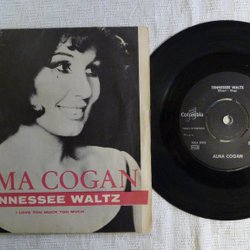 MA COGAN
NNESSEE WALTZ
I LOVE YOU MUCH TOO MUCH
TENNESSEE WALTZ
Columbia
ALMA COGAN